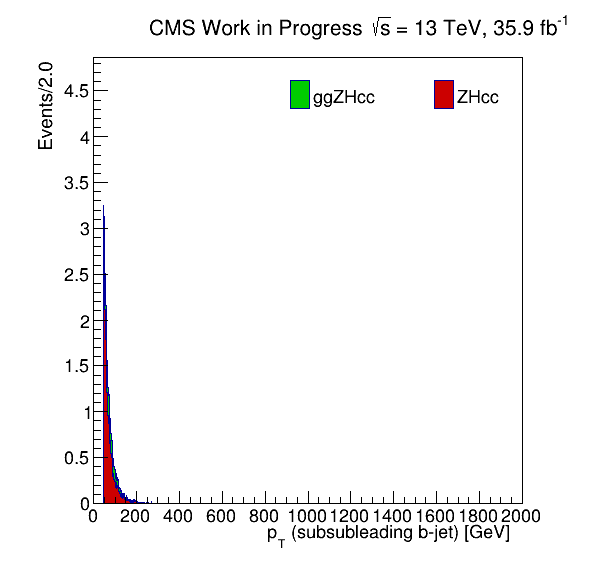 CMS Work in Progress √s = 13 TeV, 35.9 fb⁻¹
Events/2.0
ggZHcc ZHcc
4.5
4
3.5
3
2.5
2
1.5
1
0.5
0
0 200 400 600 800 1000 1200 1400 1600 1800 2000
p_T (subsubleading b-jet) [GeV]